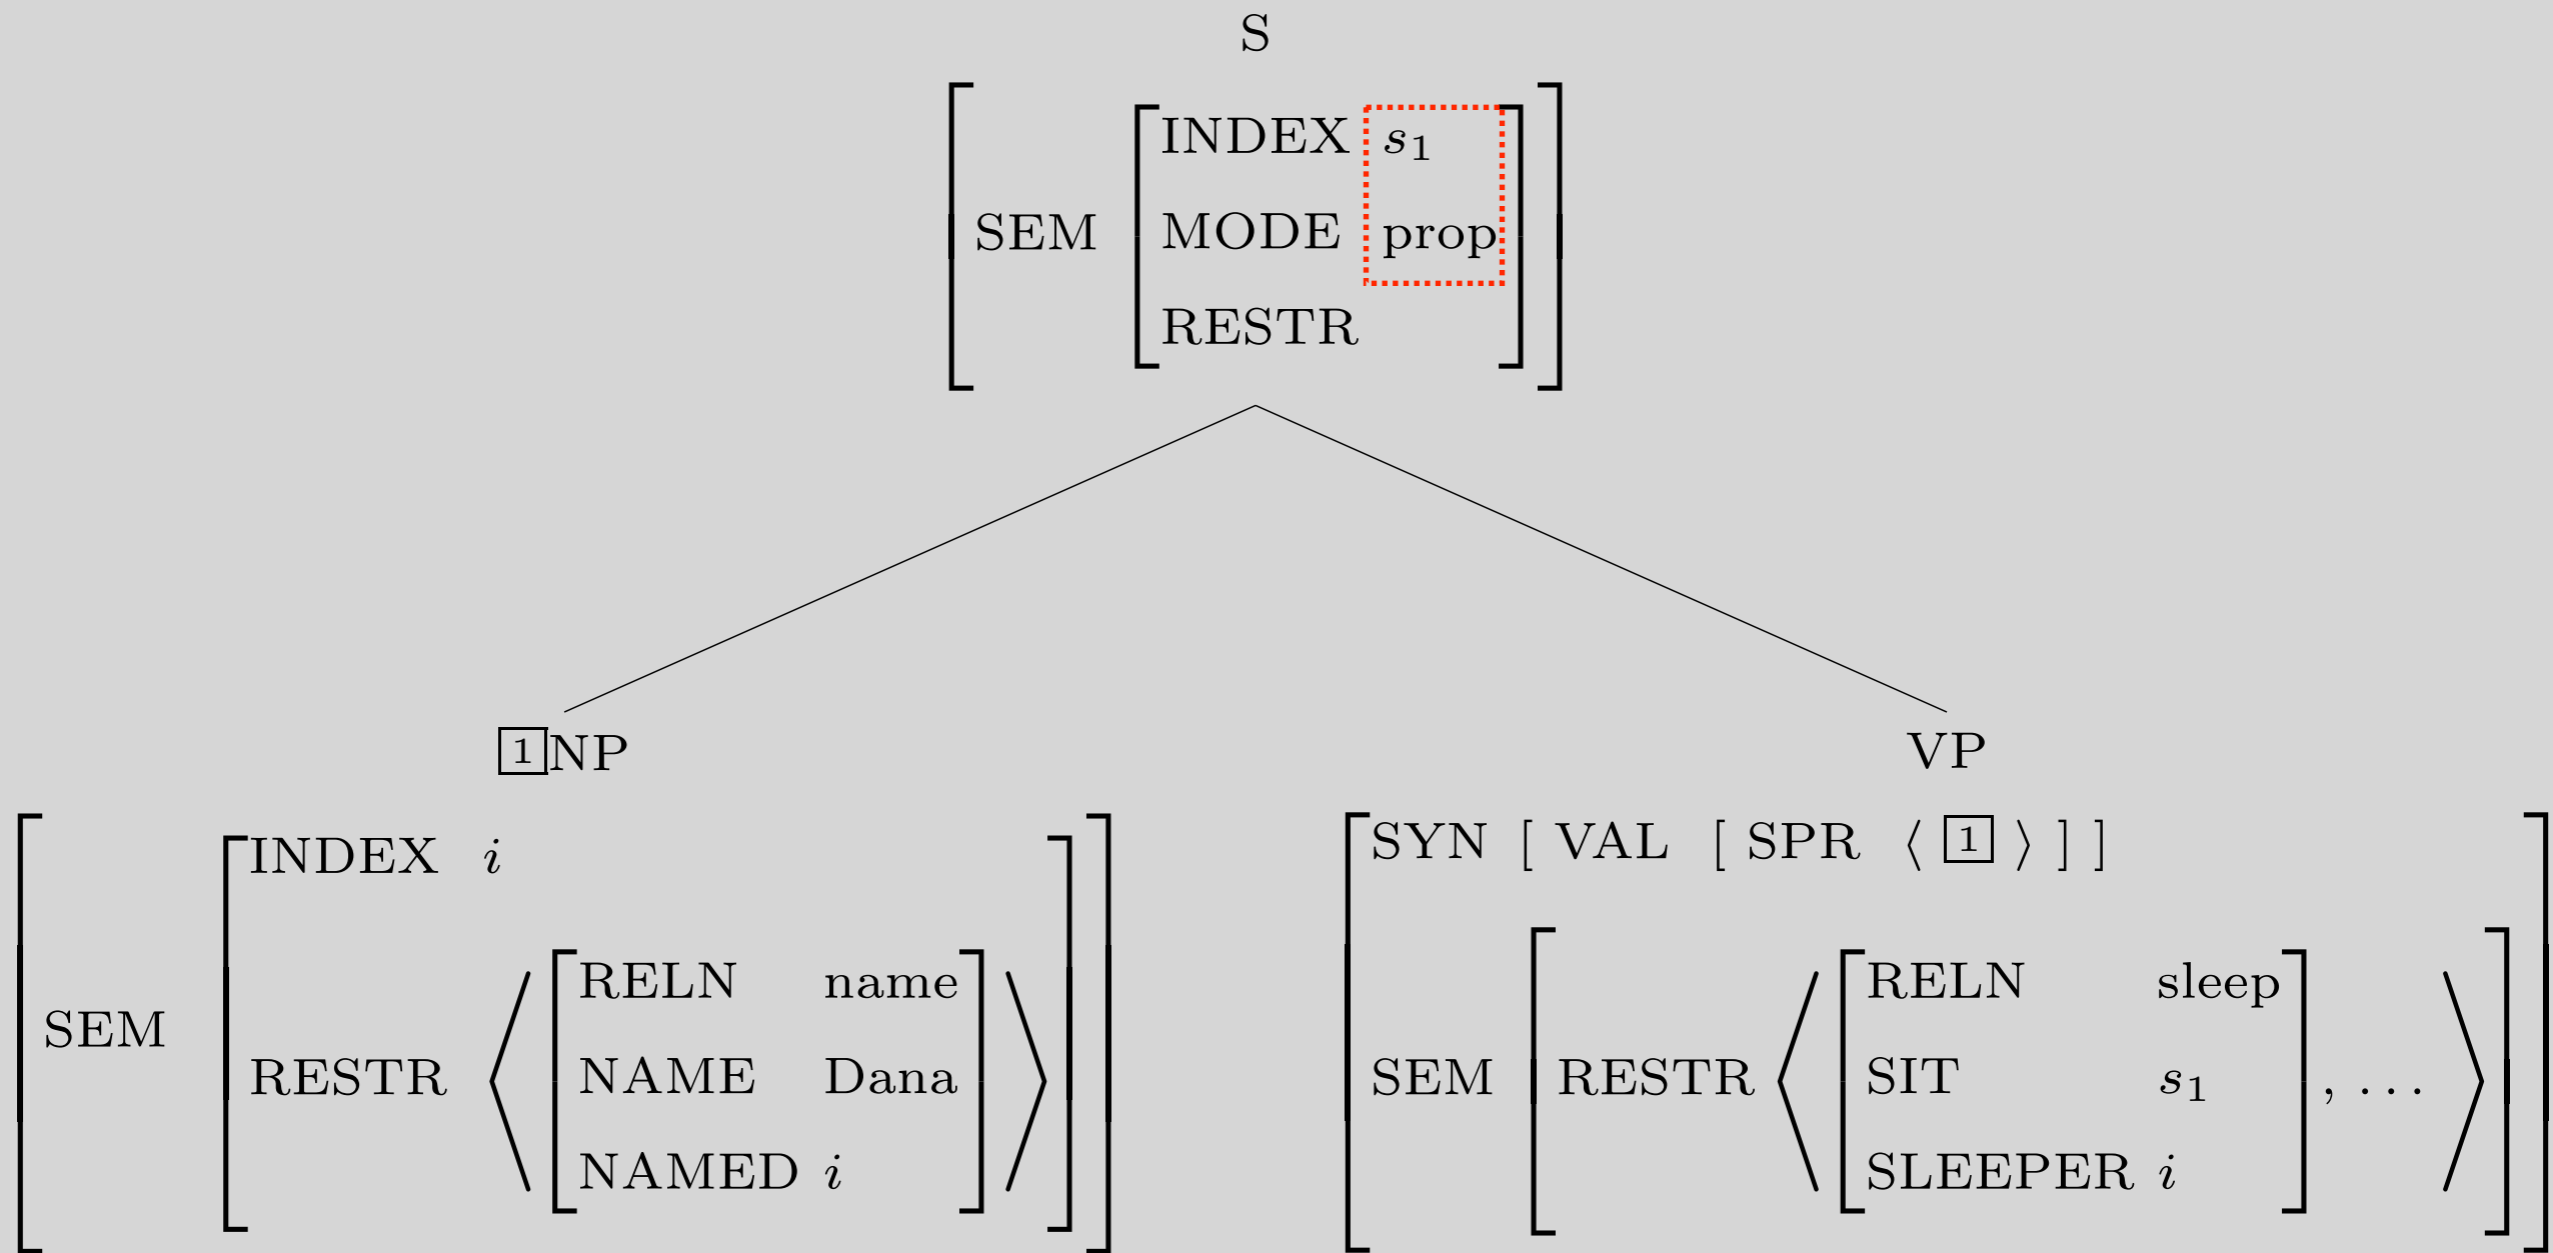 S
INDEX s1
SEM MODE prop
RESTR
1 NP VP
SYN [ VAL [ SPR ⟨ 1 ⟩ ] ]
INDEX i
RELN name RELN sleep
SEM RESTR NAME Dana SEM RESTR SIT s1 , ...
NAMED i SLEEPER i